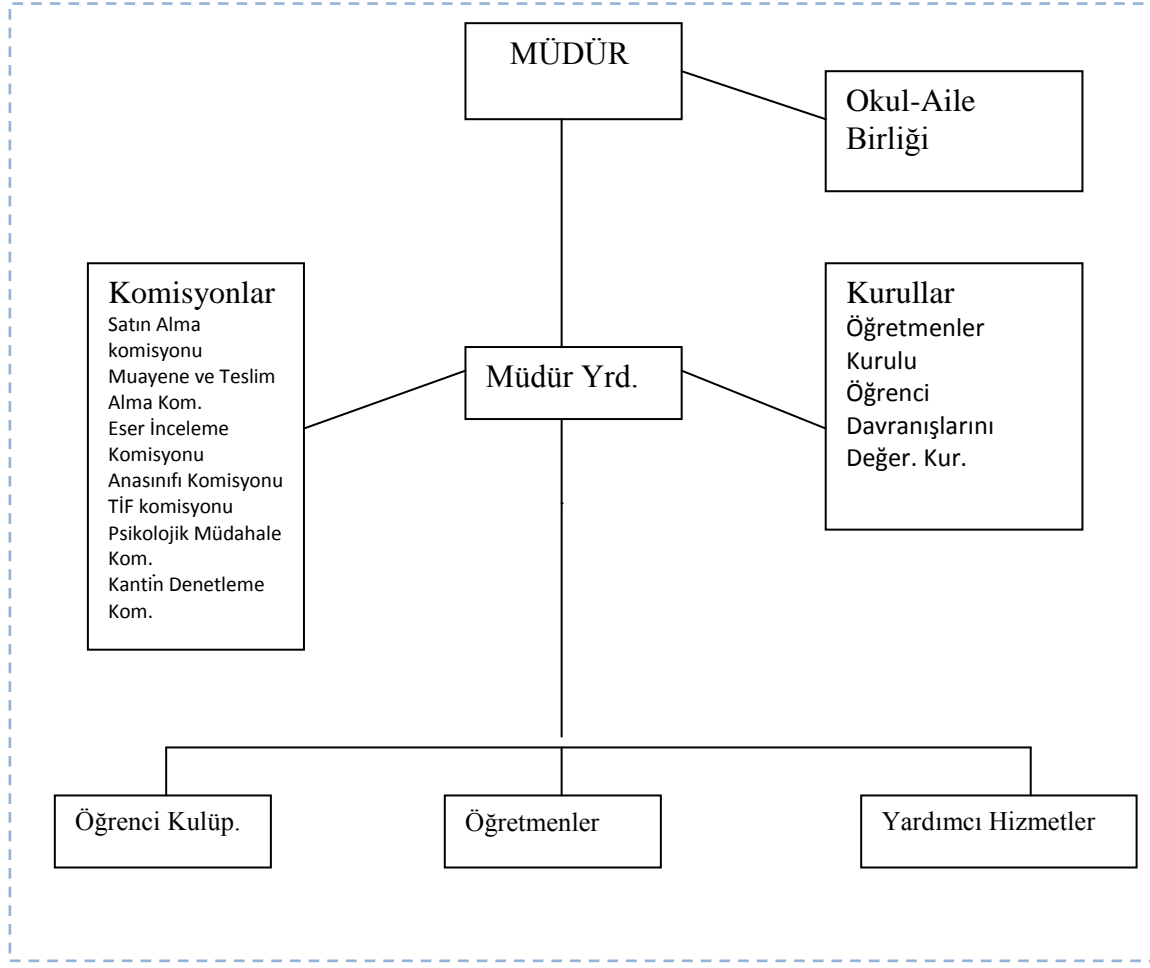 MÜDÜR
Okul-Aile
Birliği
Komisyonlar
Satın Alma
komisyonu
Muayene ve Teslim
Alma Kom.
Eser İnceleme
Komisyonu
Anasınıfı Komisyonu
TİF komisyonu
Psikolojik Müdahale
Kom.
Kantin Denetleme
Kom.
Müdür Yrd.
Kurullar
Öğretmenler
Kurulu
Öğrenci
Davranışlarını
Değer. Kur.
Öğrenci Kulüp.
Öğretmenler
Yardımcı Hizmetler